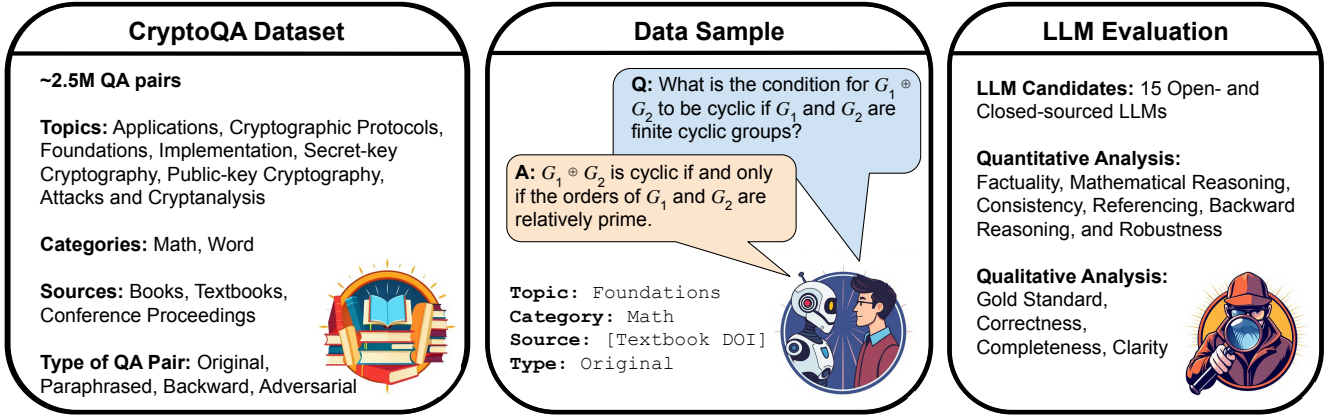 CryptoQA Dataset
~2.5M QA pairs
Topics: Applications, Cryptographic Protocols,
Foundations, Implementation, Secret-key
Cryptography, Public-key Cryptography,
Attacks and Cryptanalysis
Categories: Math, Word
Sources: Books, Textbooks,
Conference Proceedings
Type of QA Pair: Original,
Paraphrased, Backward, Adversarial
Data Sample
Q: What is the condition for G₁ ⊕
G₂ to be cyclic if G₁ and G₂ are
finite cyclic groups?
A: G₁ ⊕ G₂ is cyclic if and only
if the orders of G₁ and G₂ are
relatively prime.
Topic: Foundations
Category: Math
Source: [Textbook DOI]
Type: Original
LLM Evaluation
LLM Candidates: 15 Open- and
Closed-sourced LLMs
Quantitative Analysis:
Factuality, Mathematical Reasoning,
Consistency, Referencing, Backward
Reasoning, and Robustness
Qualitative Analysis:
Gold Standard,
Correctness,
Completeness, Clarity